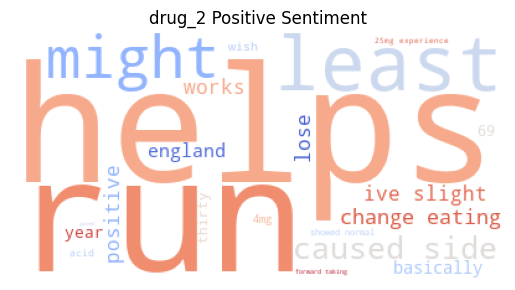 drug_2 Positive Sentiment
25mg experience
might
wish
least
works
helps
69
england
lose
positive
run
ive slight
thirty
change eating
4mg
year
showed normal
caused side
acid
basically
forward taking